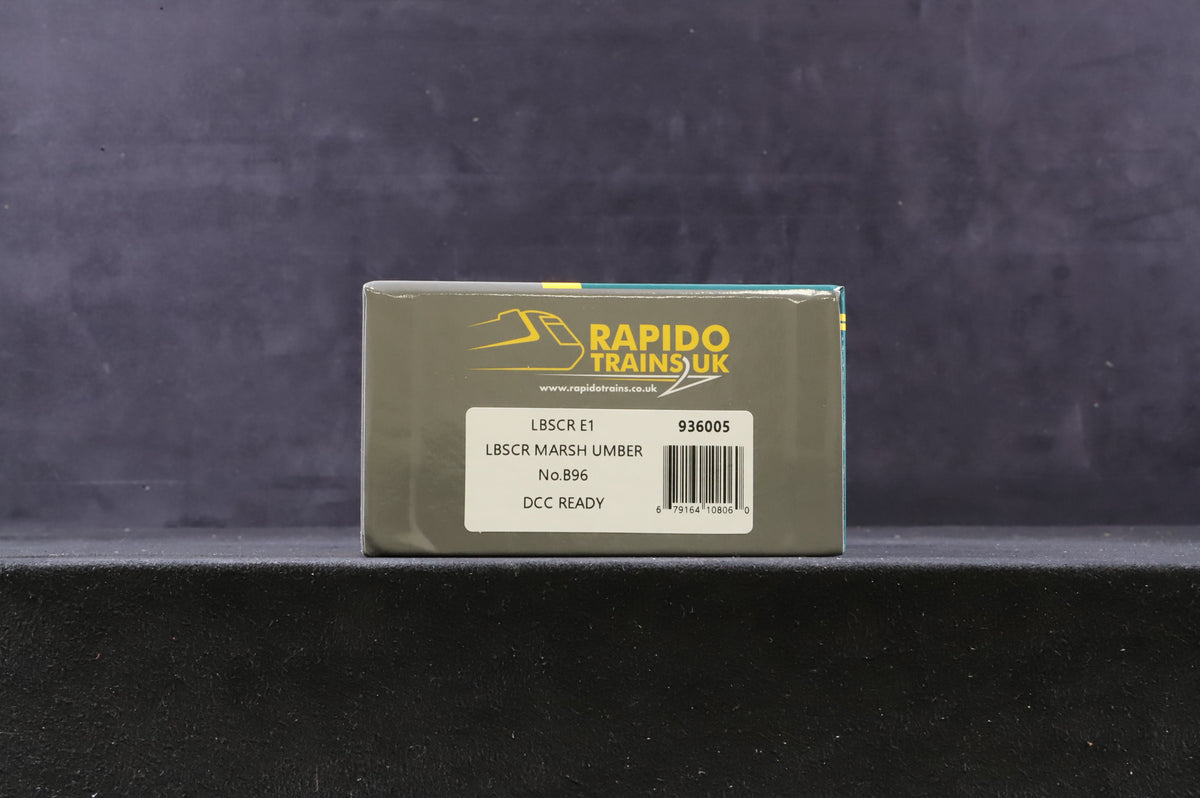 RAPIDO
TRAINS UK
www.rapidotrains.co.uk
LBSCR E1 936005
LBSCR MARSH UMBER
No.B96
DCC READY
6 79164 10806 0